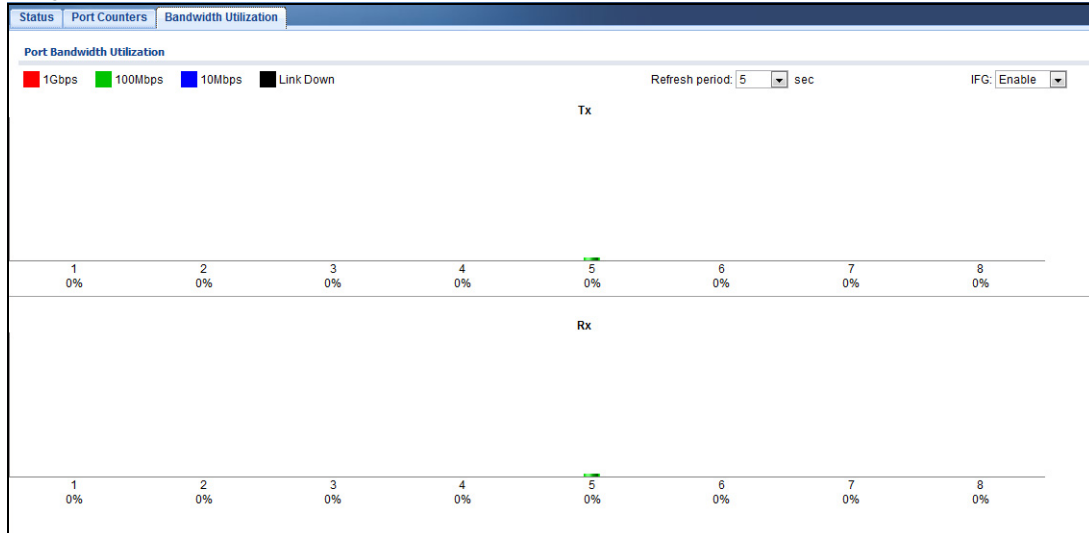 Status Port Counters Bandwidth Utilization
Port Bandwidth Utilization
1Gbps 100Mbps 10Mbps Link Down Refresh period: 5 sec IFG: Enable
Tx
1 2 3 4 5 6 7 8
0% 0% 0% 0% 0% 0% 0% 0%
Rx
1 2 3 4 5 6 7 8
0% 0% 0% 0% 0% 0% 0% 0%